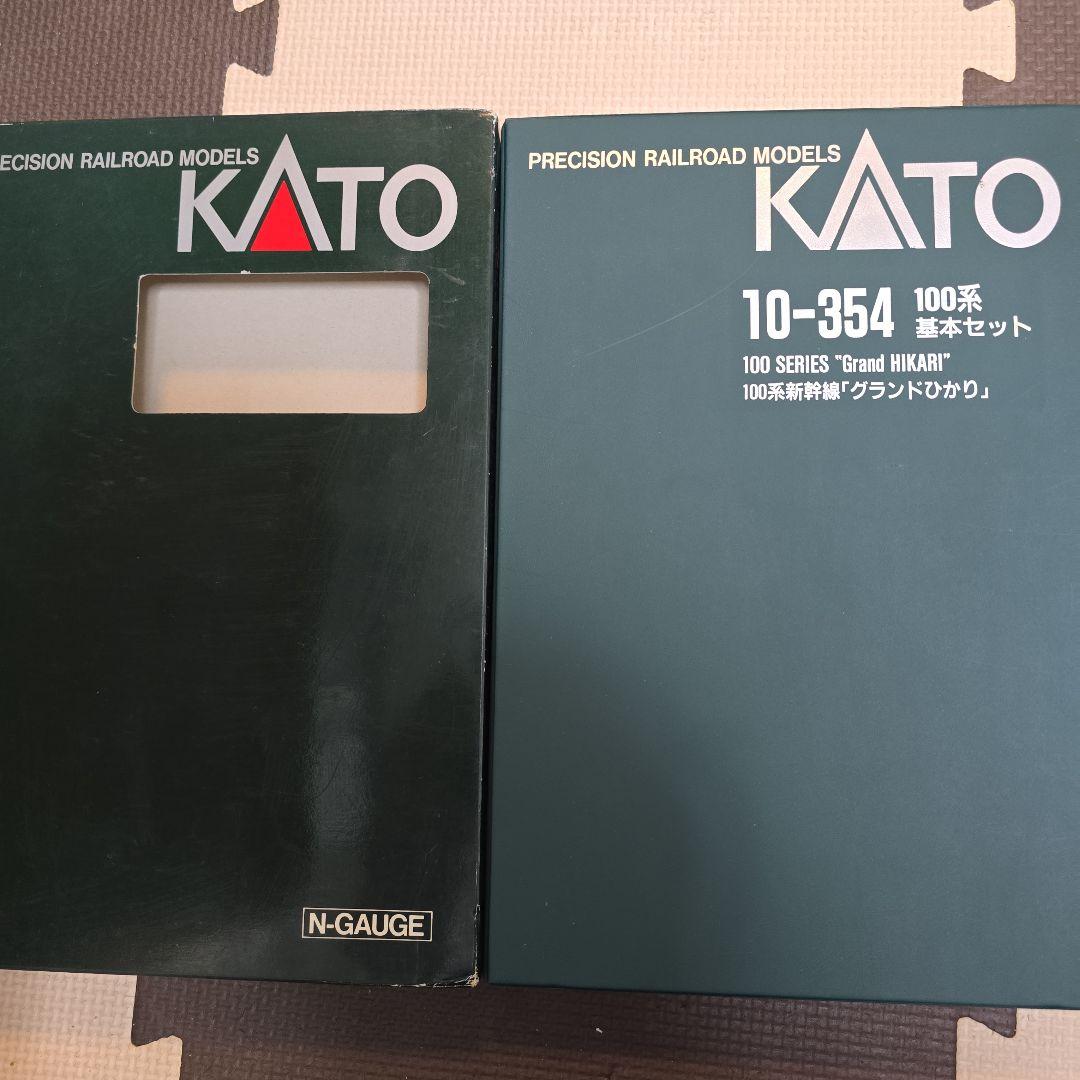 ECISION RAILROAD MODELS
KATO
N-GAUGE
PRECISION RAILROAD MODELS
KATO
10-354 100系
基本セット
100 SERIES "Grand HIKARI"
100系新幹線「グランドひかり」